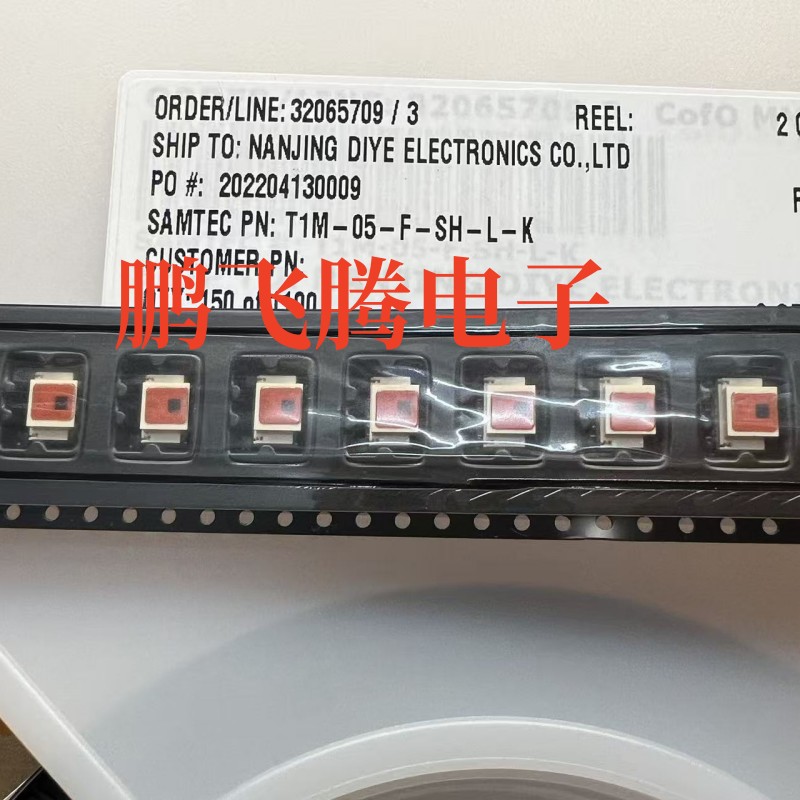 ORDER/LINE: 32065709 / 3 REEL: 2
SHIP TO: NANJING DIYE ELECTRONICS CO.,LTD
PO #: 202204130009
SAMTEC PN: T1M-05-F-SH-L-K
CUSTOMER PN:
鹏飞腾电子